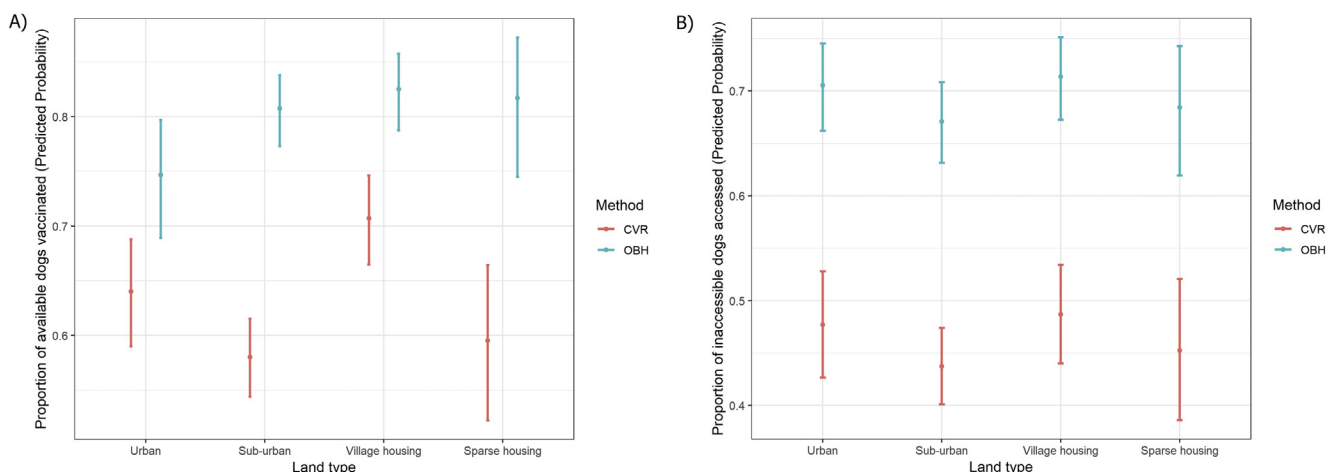 A)
Proportion of available dogs vaccinated (Predicted Probability)
0.8
0.7
0.6
Urban
Sub-urban
Village housing
Sparse housing
Land type
Method
CVR
OBH
B)
Proportion of inaccessible dogs accessed (Predicted Probability)
0.7
0.6
0.5
0.4
Urban
Sub-urban
Village housing
Sparse housing
Land type
Method
CVR
OBH